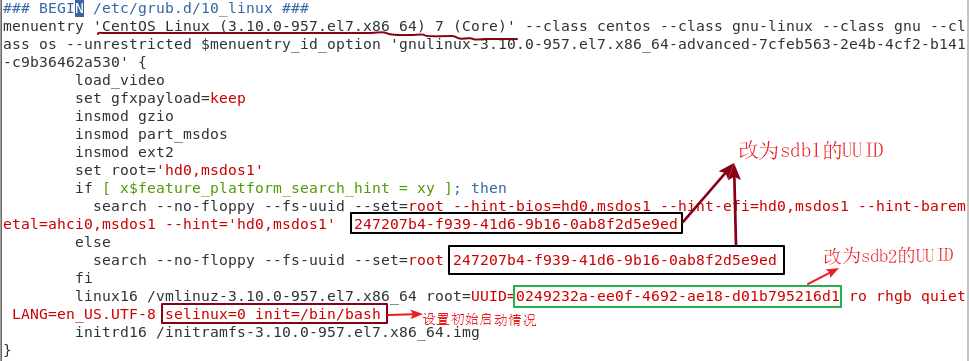 ### BEGIN /etc/grub.d/10_linux ###
menuentry 'CentOS Linux (3.10.0-957.el7.x86_64) 7 (Core)' --class centos --class gnu-linux --class gnu --cl
ass os --unrestricted $menuentry_id_option 'gnulinux-3.10.0-957.el7.x86_64-advanced-7cfeb563-2e4b-4cf2-b141
-c9b36462a530' {
load_video
set gfxpayload=keep
insmod gzio
insmod part_msdos
insmod ext2
set root='hd0,msdos1'
改为sdb1的UUID
if [ x$feature_platform_search_hint = xy ]; then
search --no-floppy --fs-uuid --set=root --hint-bios=hd0,msdos1 --hint-efi=hd0,msdos1 --hint-bare
metal=ahci0,msdos1 --hint='hd0,msdos1' 247207b4-f939-41d6-9b16-0ab8f2d5e9ed
else
search --no-floppy --fs-uuid --set=root 247207b4-f939-41d6-9b16-0ab8f2d5e9ed
改为sdb2的UUID
fi
linux16 /vmlinuz-3.10.0-957.el7.x86_64 root=UUID=0249232a-ee0f-4692-ae18-d01b795216d1 ro rhgb quiet
LANG=en_US.UTF-8 selinux=0 init=/bin/bash
设置初始启动情况
initrd16 /initramfs-3.10.0-957.el7.x86_64.img
}